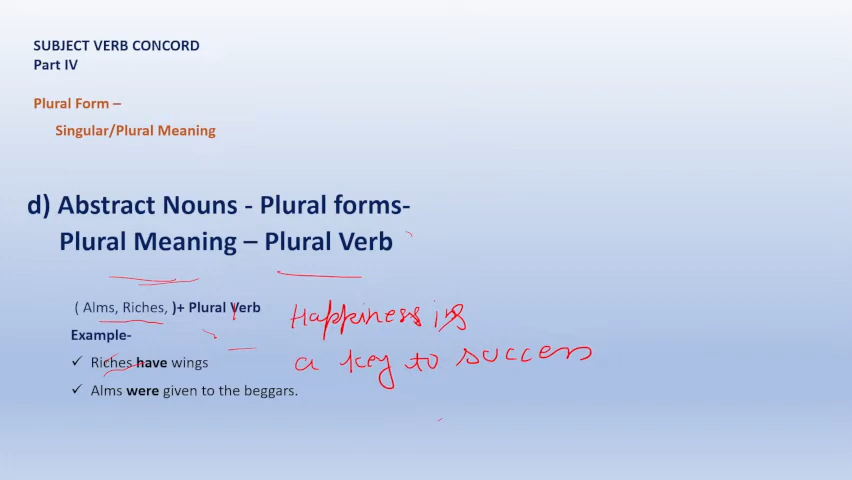 SUBJECT VERB CONCORD
Part IV
Plural Form –
Singular/Plural Meaning
d) Abstract Nouns - Plural forms-
Plural Meaning – Plural Verb
( Alms, Riches, )+ Plural Verb
Example-
✓ Riches have wings
✓ Alms were given to the beggars.
Happiness is
a key to success